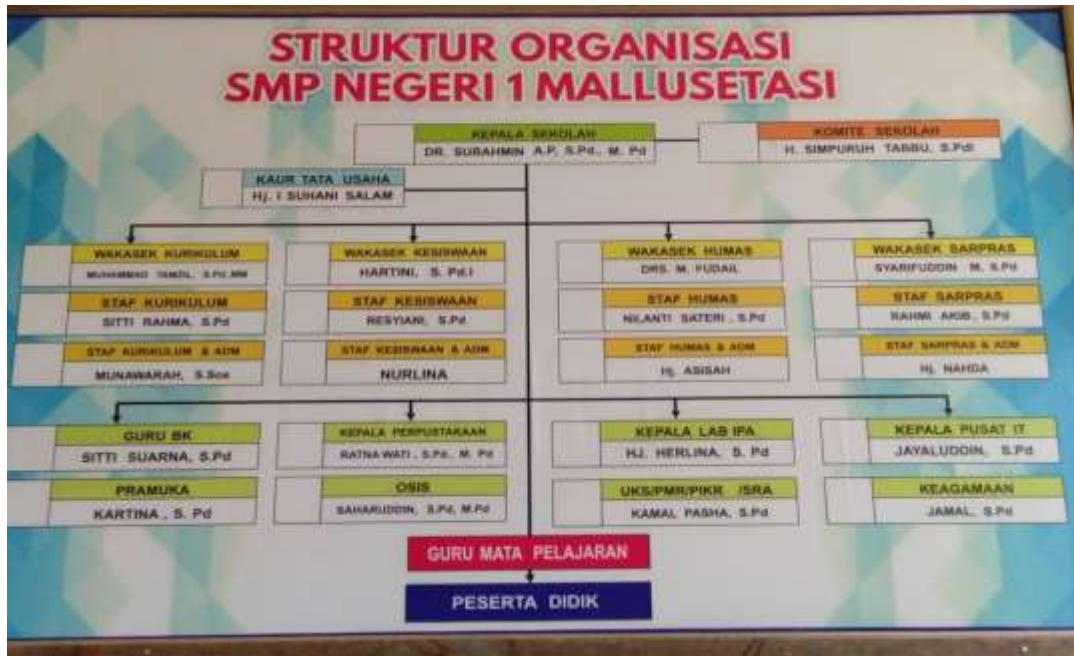 STRUKTUR ORGANISASI
SMP NEGERI 1 MALLUSETASI
KEPALA SEKOLAH
DR. SURAHMIN A.P, S.Pd., M. Pd
KOMITE SEKOLAH
H. SIMPURUH TABBU, S.PdI
KAUR TATA USAHA
Hj. I SUHANI SALAM
WAKASEK KURIKULUM
MUHAMMAD TAMZIL, S.Pd.,MM
WAKASEK KESISWAAN
HARTINI, S. Pd.I
WAKASEK HUMAS
DRS. M. FUDAIL
WAKASEK SARPRAS
SYARIFUDDIN M, S.Pd
STAF KURIKULUM
SITTI RAHMA, S.Pd
STAF KESISWAAN
RESYIANI, S.Pd
STAF HUMAS
NILANTI SATERI, S.Pd
STAF SARPRAS
RAHMI AKIB, S.Pd
STAF KURIKULUM & ADM
MUNAWARAH, S.Sos
STAF KESISWAAN & ADM
NURLINA
STAF HUMAS & ADM
Hj. ASISAH
STAF SARPRAS & ADM
Hj. NAHDA
GURU BK
SITTI SUARNA, S.Pd
KEPALA PERPUSTAKAAN
RATNAWATI, S.Pd., M. Pd
KEPALA LAB IPA
HJ. HERLINA, S. Pd
KEPALA PUSAT IT
JAYALUDDIN, S.Pd
PRAMUKA
KARTINA, S. Pd
OSIS
SAHARUDDIN, S.Pd, M.Pd
UKS/PMR/PIKR /SRA
KAMAL PASHA, S.Pd
KEAGAMAAN
JAMAL, S.Pd
GURU MATA PELAJARAN
PESERTA DIDIK